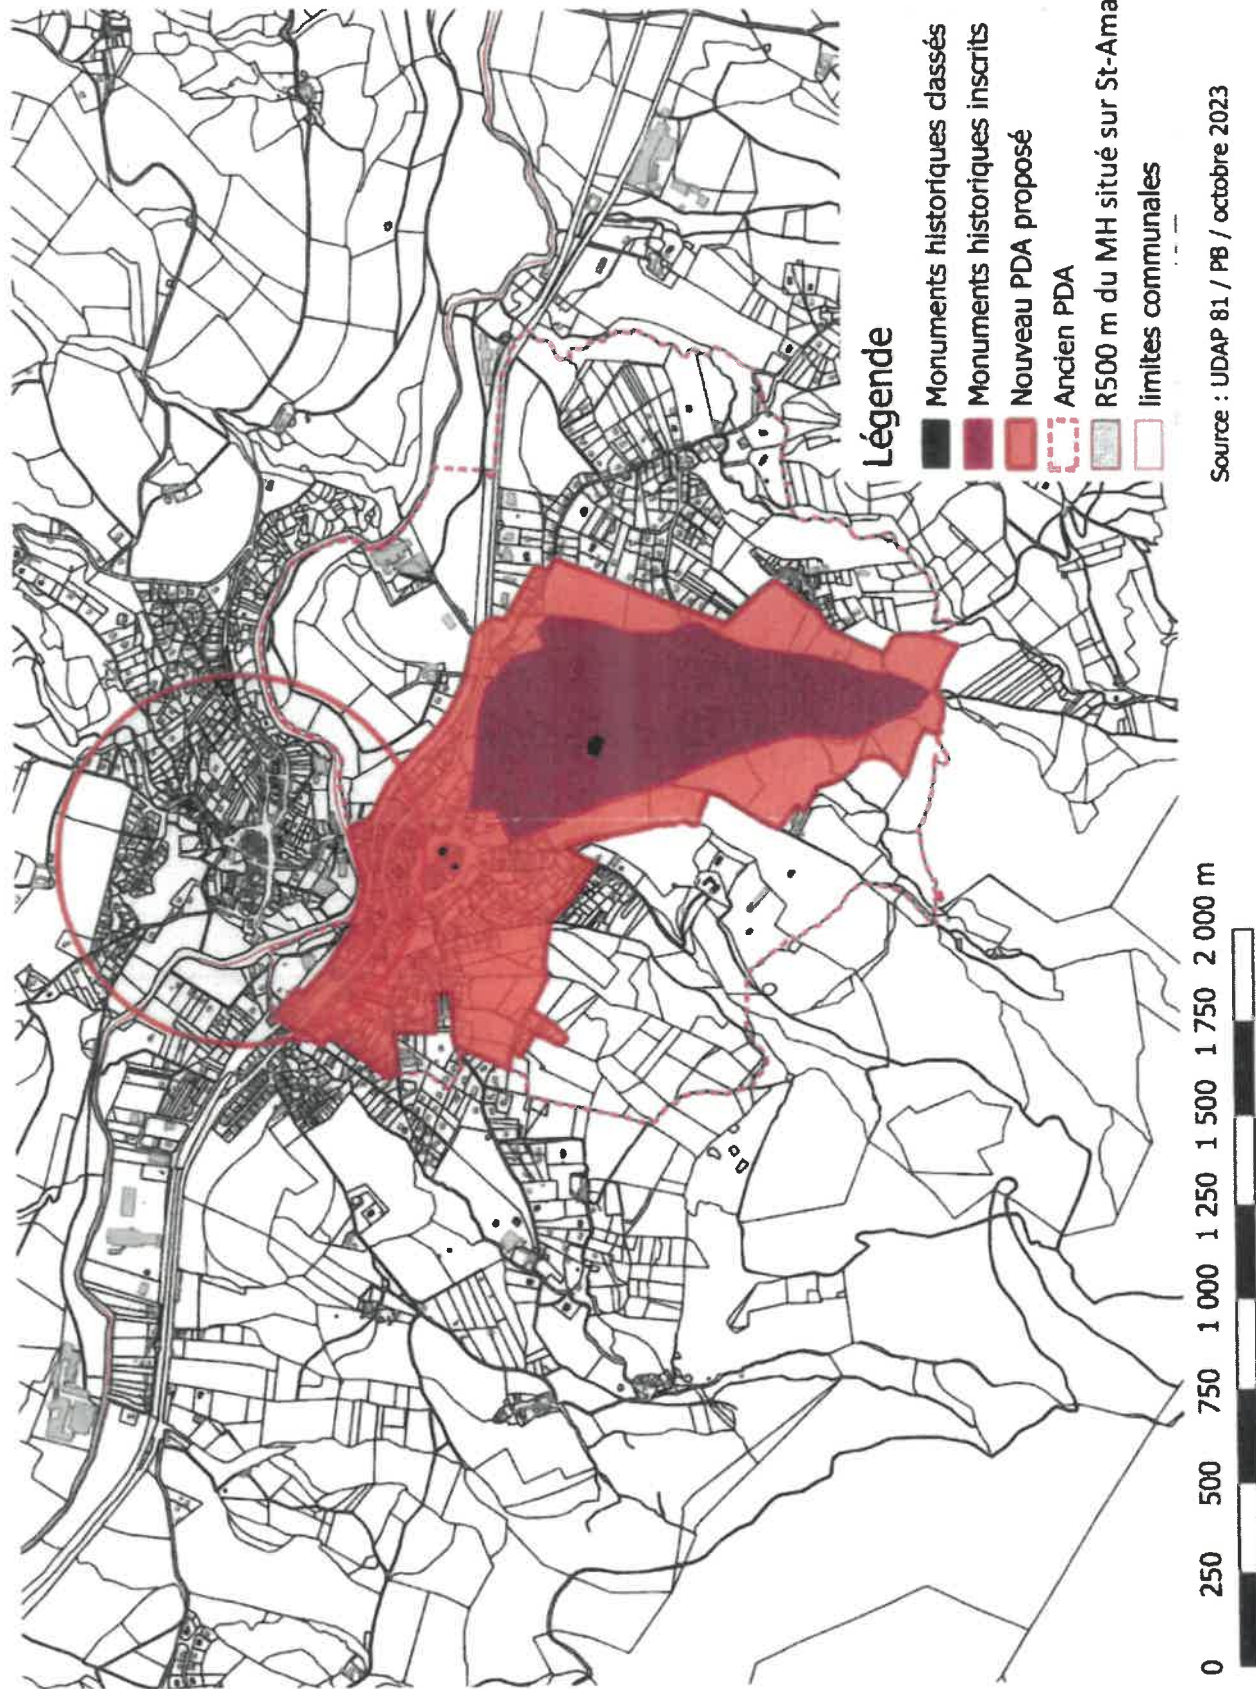 Légende
Monuments historiques classés
Monuments historiques inscrits
Nouveau PDA proposé
Ancien PDA
R500 m du MH situé sur St-Ama
limites communales
Source : UDAP 81 / PB / octobre 2023
0 250 500 750 1 000 1 250 1 500 1 750 2 000 m